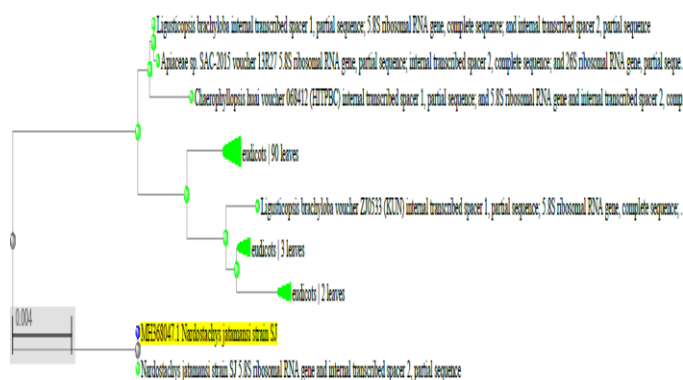 Ligusticopsis brachyloba internal transcribed spacer 1, partial sequence; 5.8S ribosomal RNA gene, complete sequence; and internal transcribed spacer 2, partial sequence
Apiaceae sp. SAC-2015 voucher 13P27 5.8S ribosomal RNA gene, partial sequence; internal transcribed spacer 2, complete sequence; and 26S ribosomal RNA gene, partial seque.
Chaerophyllopsis huai voucher 068412 (HITPBC) internal transcribed spacer 1, partial sequence; and 5.8S ribosomal RNA gene and internal transcribed spacer 2, comp
eudicots | 90 leaves
Ligusticopsis brachyloba voucher ZJ0533 (KUN) internal transcribed spacer 1, partial sequence; 5.8S ribosomal RNA gene, complete sequence; .
eudicots | 3 leaves
eudicots | 2 leaves
0.004
MH368047.1 Nardostachys jatamansi strain SJ
Nardostachys jatamansi strain SJ 5.8S ribosomal RNA gene and internal transcribed spacer 2, partial sequence